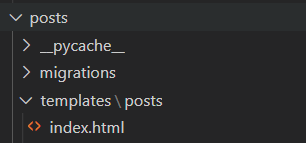 posts
__pycache__
migrations
templates \ posts
<> index.html